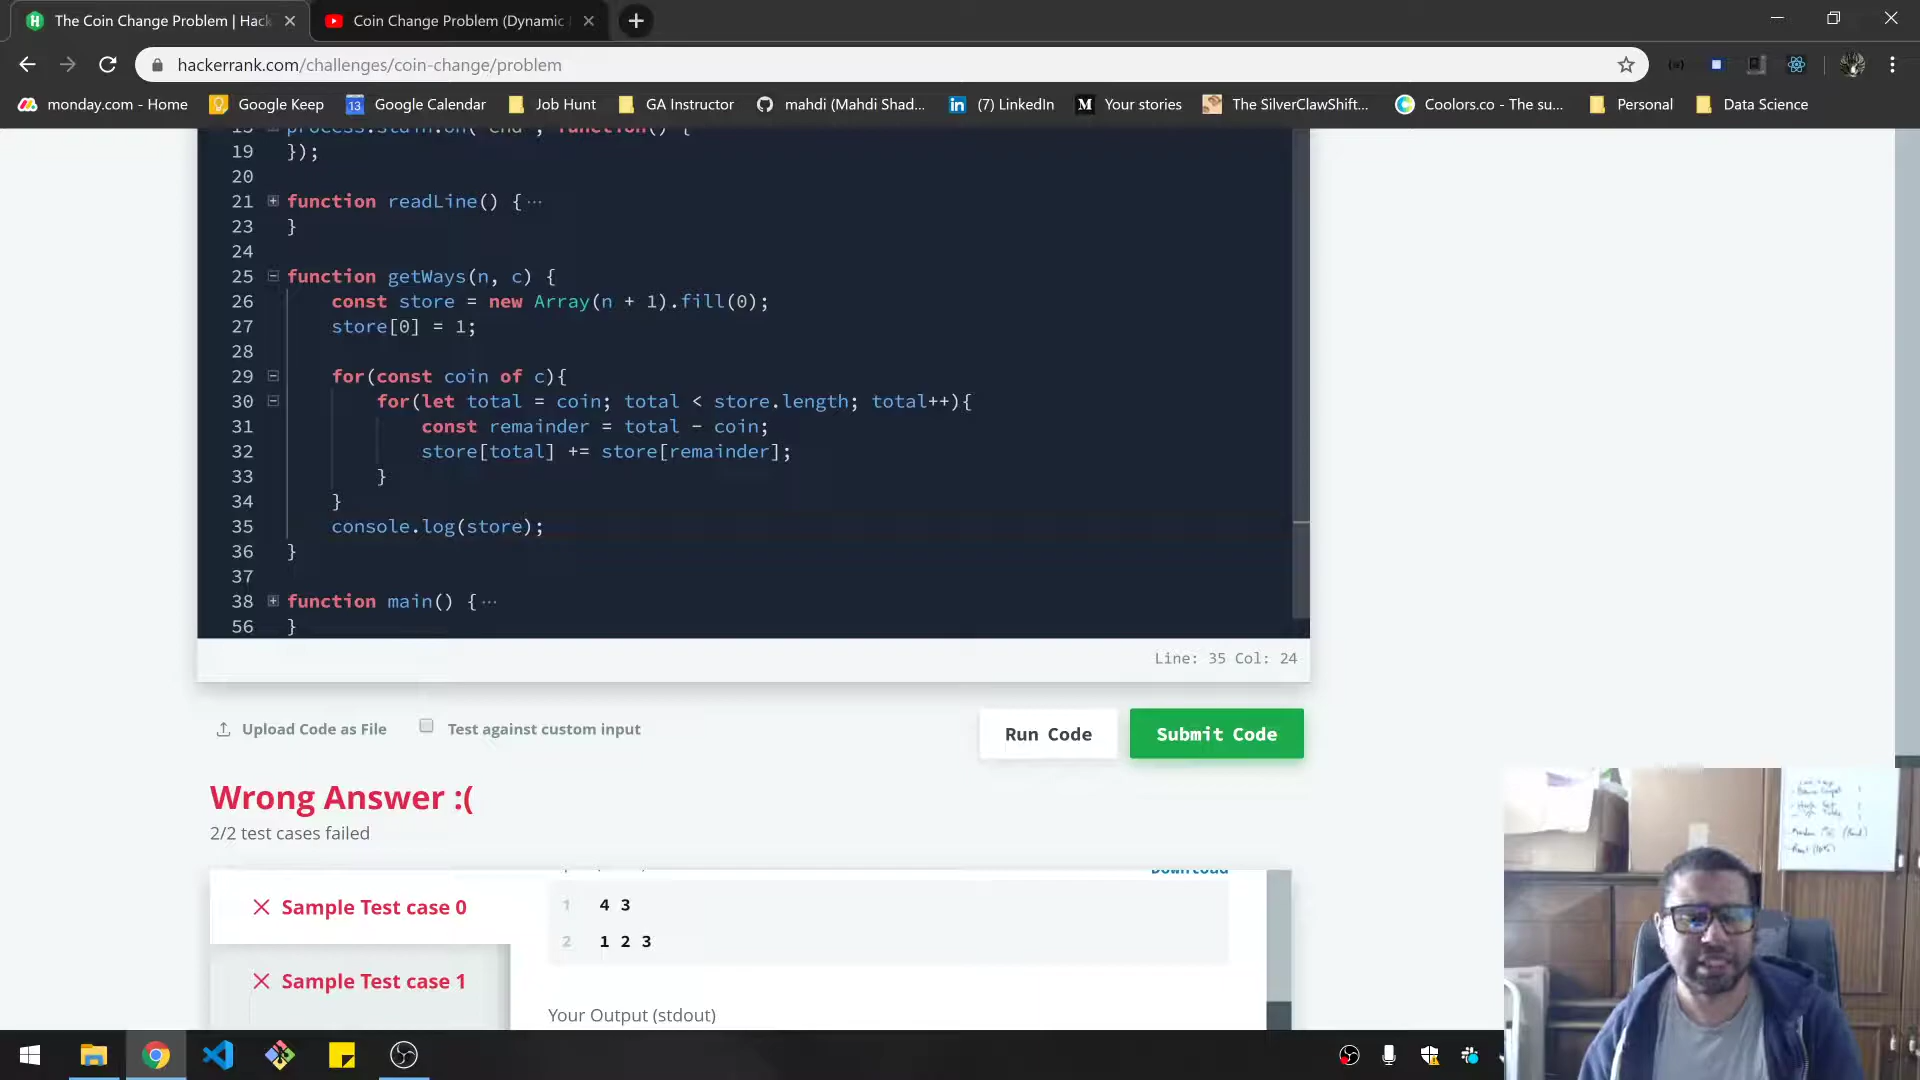 The Coin Change Problem | Hack
Coin Change Problem (Dynamic
hackerrank.com/challenges/coin-change/problem
monday.com - Home
Google Keep
13
Google Calendar
Job Hunt
GA Instructor
mahdi (Mahdi Shad...
(7) LinkedIn
M Your stories
The SilverClawShift...
Coolors.co - The su...
Personal
Data Science
19 });
20
21 function readLine() {···
23 }
24
25 function getWays(n, c) {
26 const store = new Array(n + 1).fill(0);
27 store[0] = 1;
28
29 for(const coin of c){
30 for(let total = coin; total < store.length; total++){
31 const remainder = total - coin;
32 store[total] += store[remainder];
33 }
34 }
35 console.log(store);
36 }
37
38 function main() {···
56 }
Line: 35 Col: 24
Upload Code as File
Test against custom input
Run Code
Submit Code
Wrong Answer :(
2/2 test cases failed
Download
Sample Test case 0
1 4 3
2 1 2 3
Sample Test case 1
Your Output (stdout)